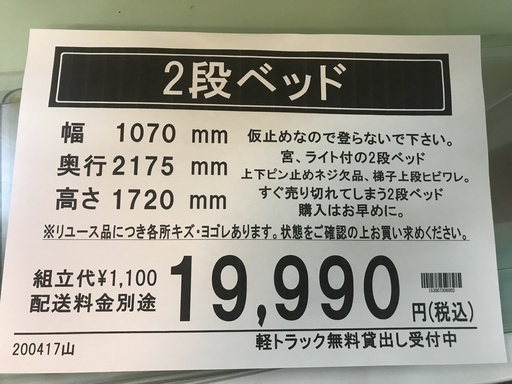 2段ベッド
幅 1070 mm
奥行2175 mm
高さ 1720 mm
仮止めなので登らないで下さい。
宮、ライト付の2段ベッド
上下ピン止めネジ欠品、梯子上段ヒビワレ。
すぐ売り切れてしまう2段ベッド
購入はお早めに。
※リユース品につき各所キズ・ヨゴレあります。状態をご確認の上お買い求めください。
組立代¥1,100
配送料金別途
19,990
円(税込)
軽トラック無料貸出し受付中
200417山